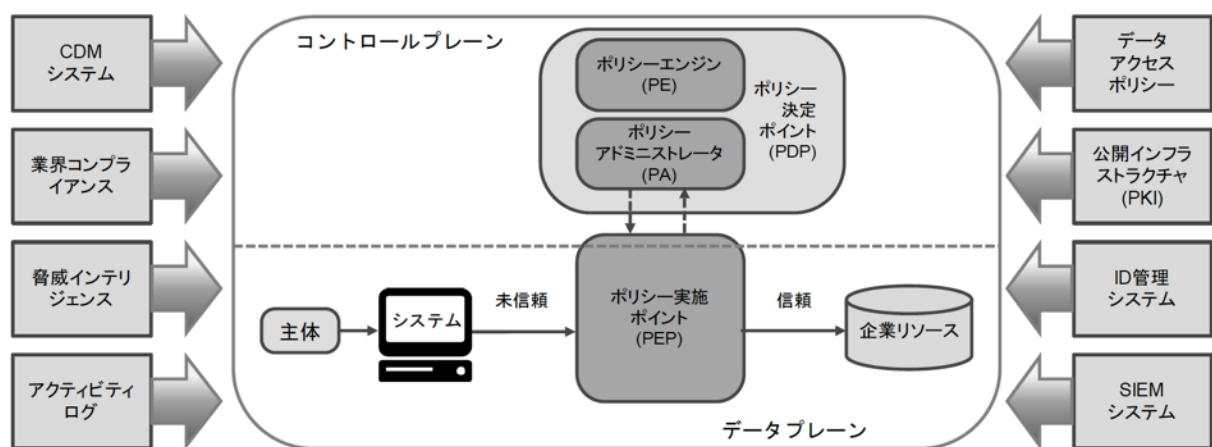 CDM
システム
業界コンプラ
イアンス
脅威インテリ
ジェンス
アクティビティ
ログ
コントロールプレーン
ポリシーエンジン
(PE)
ポリシー
アドミニストレータ
(PA)
ポリシー
決定
ポイント
(PDP)
主体
システム
未信頼
ポリシー実施
ポイント
(PEP)
信頼
企業リソース
データプレーン
データ
アクセス
ポリシー
公開インフラ
ストラクチャ
(PKI)
ID管理
システム
SIEM
システム